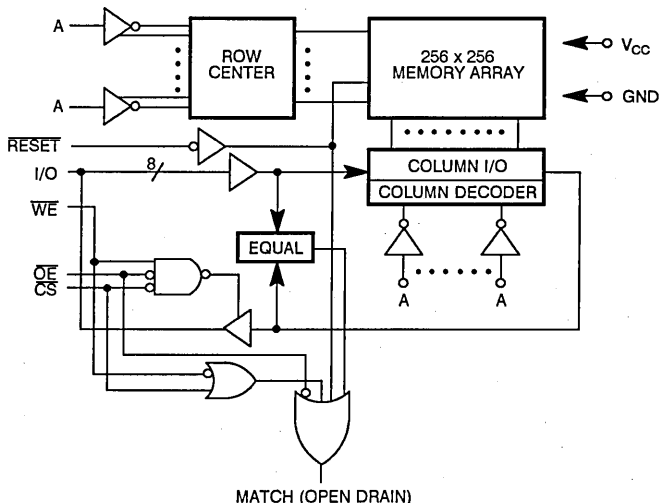 A
ROW
CENTER
256 x 256
MEMORY ARRAY
VCC
A
GND
RESET
I/O
8
COLUMN I/O
COLUMN DECODER
WE
EQUAL
OE
CS
A
A
MATCH (OPEN DRAIN)